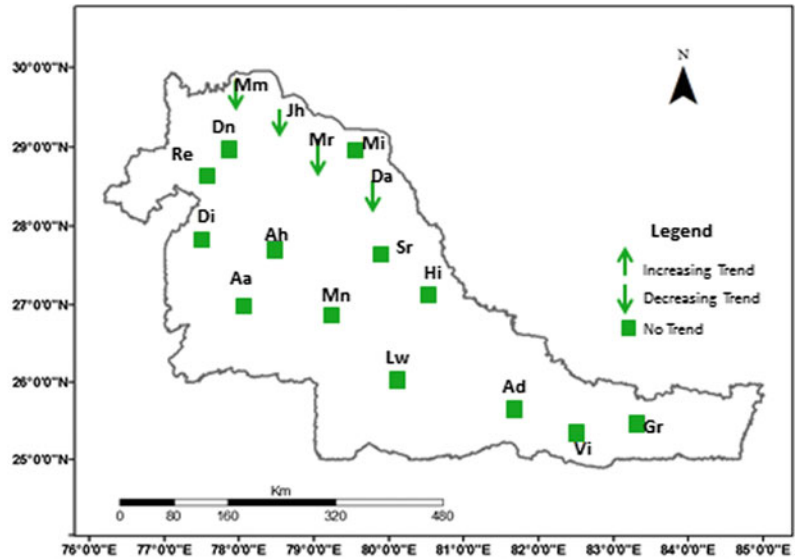 N
30°0'0"N
29°0'0"N
28°0'0"N
27°0'0"N
26°0'0"N
25°0'0"N
Mm
Jh
Dn
Mr
Mi
Re
Da
Di
Ah
Sr
Aa
Hi
Mn
Lw
Ad
Gr
Vi
Legend
Increasing Trend
Decreasing Trend
No Trend
Km
0 80 160 320 480
76°0'0"E 77°0'0"E 78°0'0"E 79°0'0"E 80°0'0"E 81°0'0"E 82°0'0"E 83°0'0"E 84°0'0"E 85°0'0"E